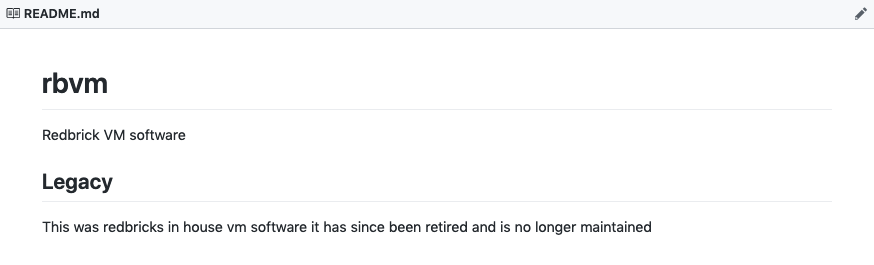 README.md
rbvm
Redbrick VM software
Legacy
This was redbricks in house vm software it has since been retired and is no longer maintained